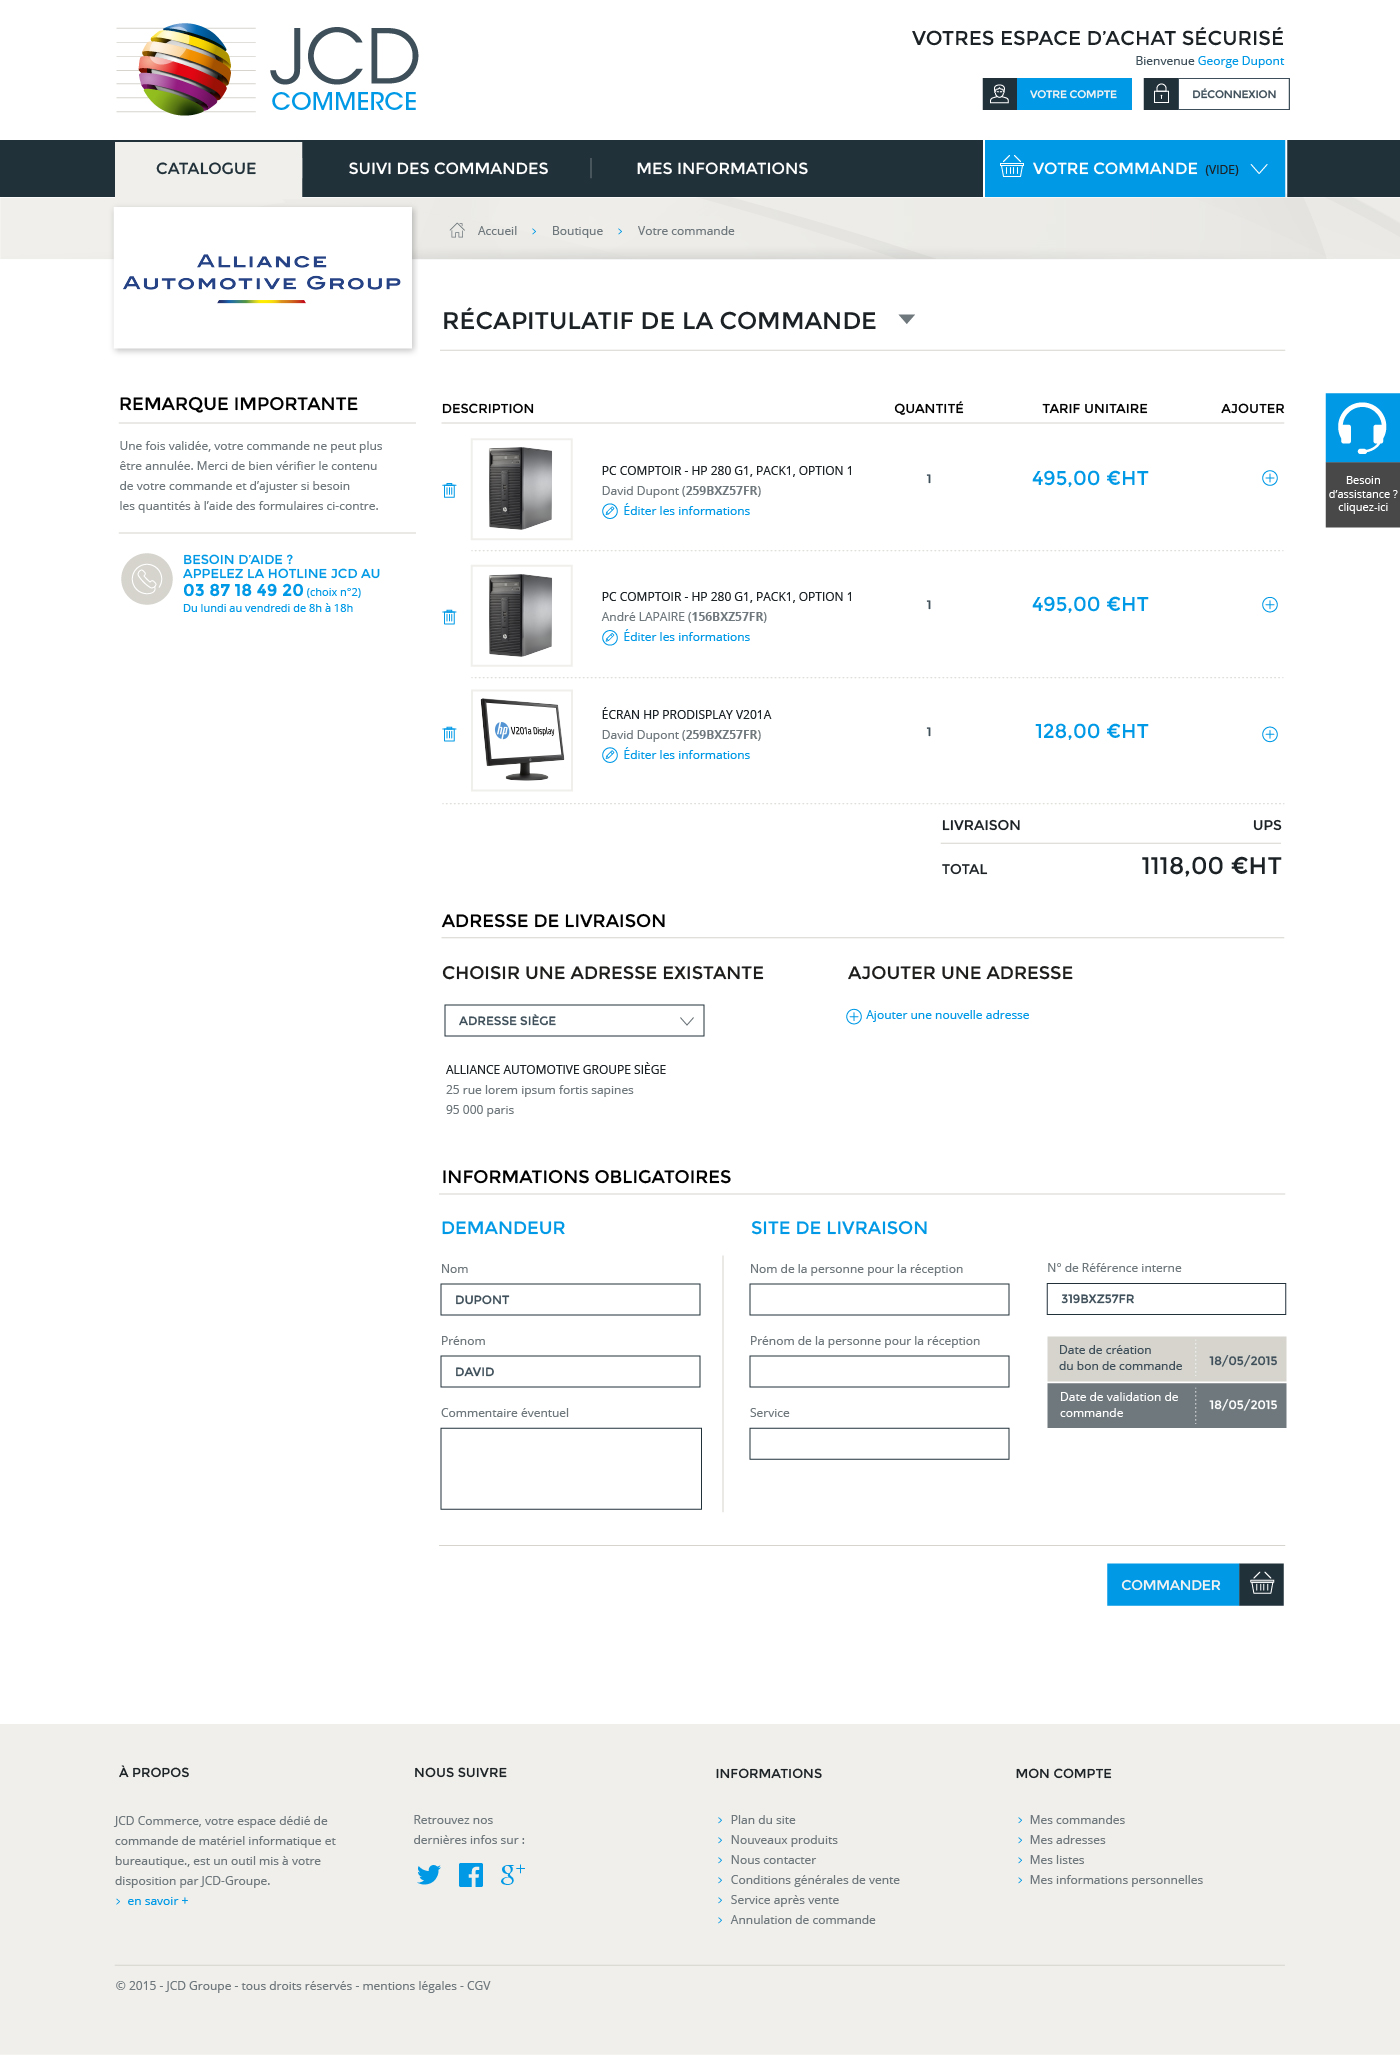 JCD
COMMERCE
VOTRES ESPACE D'ACHAT SÉCURISÉ
Bienvenue George Dupont
VOTRE COMPTE
DÉCONNEXION
CATALOGUE
SUIVI DES COMMANDES
MES INFORMATIONS
VOTRE COMMANDE (VIDE)
ALLIANCE
AUTOMOTIVE GROUP
Accueil > Boutique > Votre commande
RÉCAPITULATIF DE LA COMMANDE
REMARQUE IMPORTANTE
Une fois validée, votre commande ne peut plus
être annulée. Merci de bien vérifier le contenu
de votre commande et d'ajuster si besoin
les quantités à l'aide des formulaires ci-contre.
BESOIN D'AIDE ?
APPELEZ LA HOTLINE JCD AU
03 87 18 49 20 (choix n°2)
Du lundi au vendredi de 8h à 18h
DESCRIPTION QUANTITÉ TARIF UNITAIRE AJOUTER
PC COMPTOIR - HP 280 G1, PACK1, OPTION 1
David Dupont (259BXZ57FR)
Éditer les informations
1
495,00 €HT
PC COMPTOIR - HP 280 G1, PACK1, OPTION 1
André LAPAIRE (156BXZ57FR)
Éditer les informations
1
495,00 €HT
hp V201a Display
ÉCRAN HP PRODISPLAY V201A
David Dupont (259BXZ57FR)
Éditer les informations
1
128,00 €HT
LIVRAISON UPS
TOTAL 1118,00 €HT
Besoin
d'assistance ?
cliquez-ici
ADRESSE DE LIVRAISON
CHOISIR UNE ADRESSE EXISTANTE
ADRESSE SIÈGE
ALLIANCE AUTOMOTIVE GROUPE SIÈGE
25 rue lorem ipsum fortis sapines
95 000 paris
AJOUTER UNE ADRESSE
Ajouter une nouvelle adresse
INFORMATIONS OBLIGATOIRES
DEMANDEUR
Nom
DUPONT
Prénom
DAVID
Commentaire éventuel
SITE DE LIVRAISON
Nom de la personne pour la réception
Prénom de la personne pour la réception
Service
N° de Référence interne
319BXZ57FR
Date de création
du bon de commande
18/05/2015
Date de validation de
commande
18/05/2015
COMMANDER
À PROPOS
JCD Commerce, votre espace dédié de
commande de matériel informatique et
bureautique., est un outil mis à votre
disposition par JCD-Groupe.
> en savoir +
NOUS SUIVRE
Retrouvez nos
dernières infos sur :
g+
INFORMATIONS
> Plan du site
> Nouveaux produits
> Nous contacter
> Conditions générales de vente
> Service après vente
> Annulation de commande
MON COMPTE
> Mes commandes
> Mes adresses
> Mes listes
> Mes informations personnelles
© 2015 - JCD Groupe - tous droits réservés - mentions légales - CGV